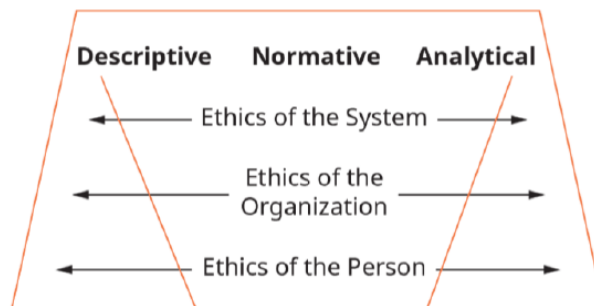 Descriptive Normative Analytical
Ethics of the System
Ethics of the
Organization
Ethics of the Person